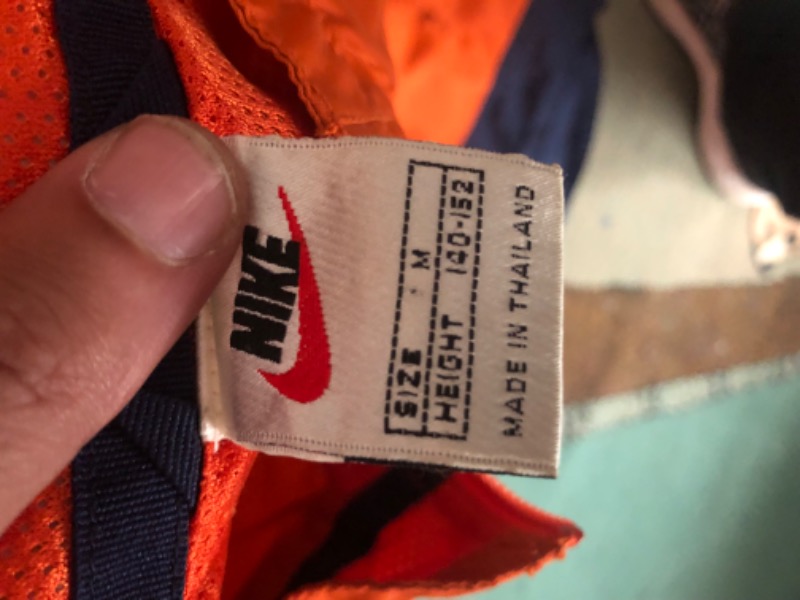 NIKE
SIZE M
HEIGHT 140-152
MADE IN THAILAND